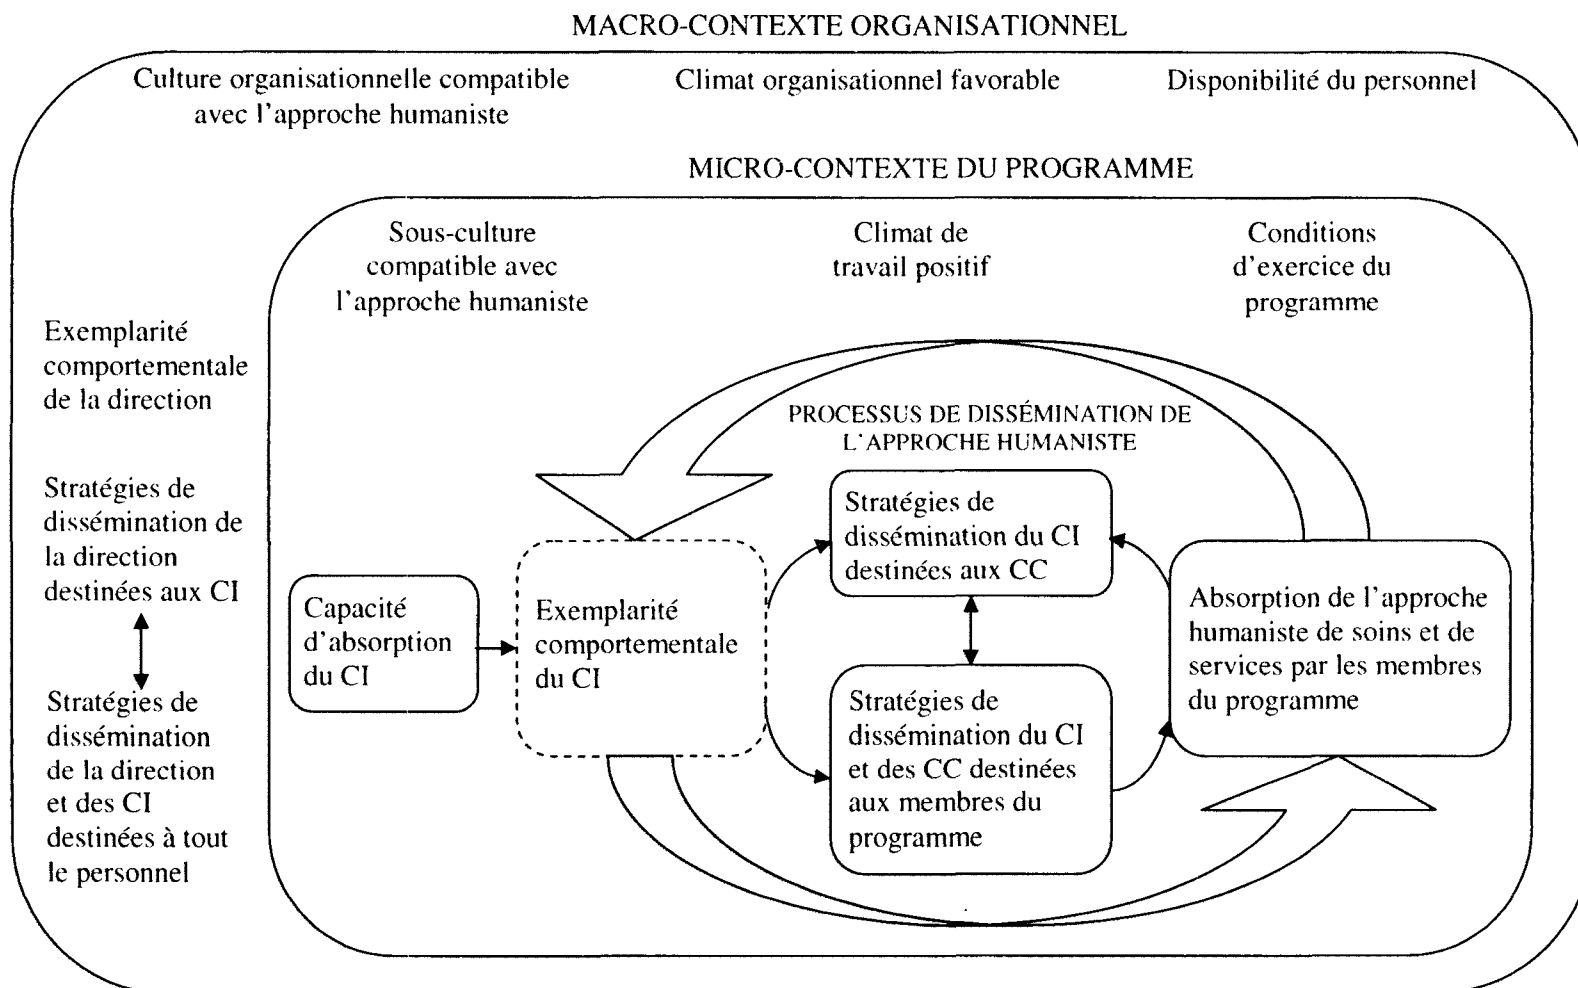 MACRO-CONTEXTE ORGANISATIONNEL
Culture organisationnelle compatible
avec l'approche humaniste
Climat organisationnel favorable
Disponibilité du personnel
MICRO-CONTEXTE DU PROGRAMME
Sous-culture
compatible avec
l'approche humaniste
Climat de
travail positif
Conditions
d'exercice du
programme
Exemplarité
comportementale
de la direction
Stratégies de
dissémination de
la direction
destinées aux CI
Stratégies de
dissémination
de la direction
et des CI
destinées à tout
le personnel
PROCESSUS DE DISSÉMINATION DE
L'APPROCHE HUMANISTE
Capacité
d'absorption
du CI
Exemplarité
comportementale
du CI
Stratégies de
dissémination du CI
destinées aux CC
Stratégies de
dissémination du CI
et des CC destinées
aux membres du
programme
Absorption de l'approche
humaniste de soins et de
services par les membres
du programme